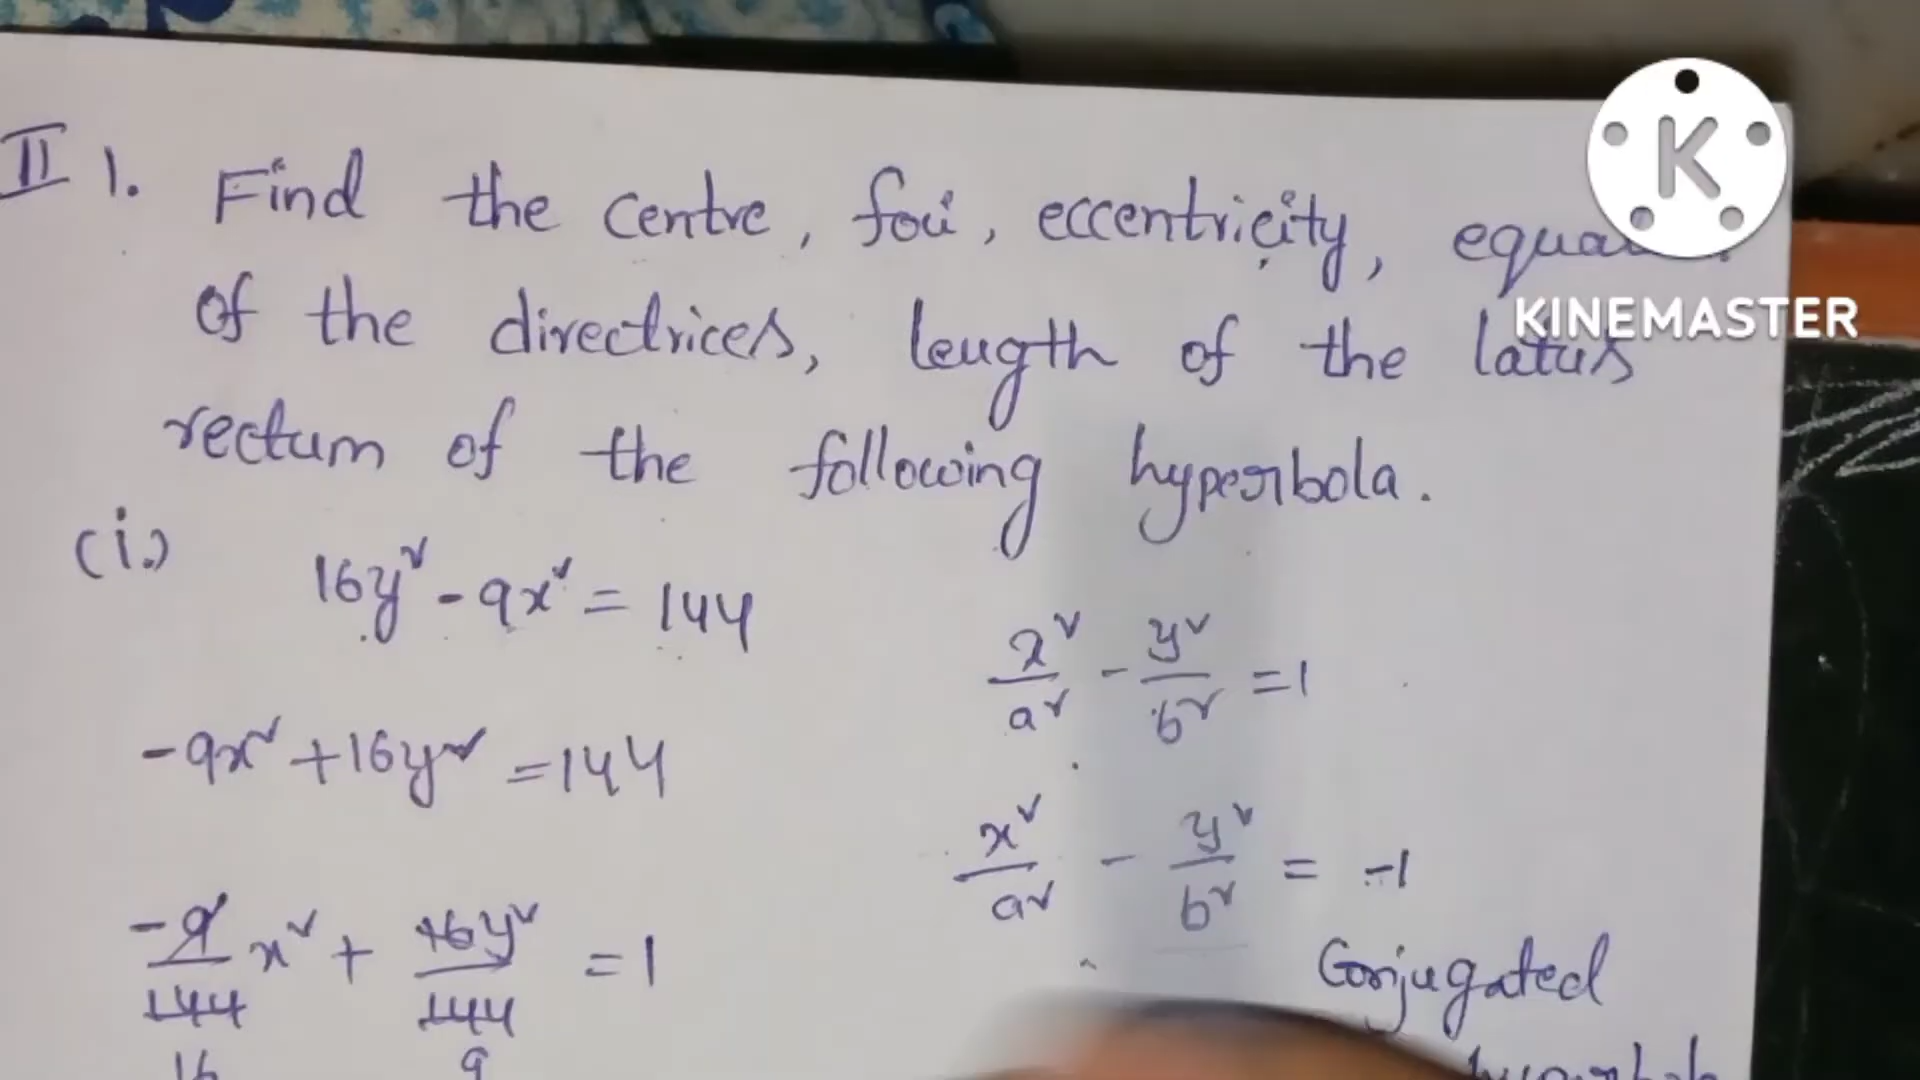 II 1. Find the centre, foci, eccentricity,
of the directrices, length of the latus
rectum of the following hyperbola.
(i.)
16y² - 9x² = 144
x²/a² - y²/b² = 1
-9x² + 16y² = 144
x²/a² - y²/b² = -1
-9/144 x² + 16y²/144 = 1
Conjugated
16 9
K
KINEMASTER